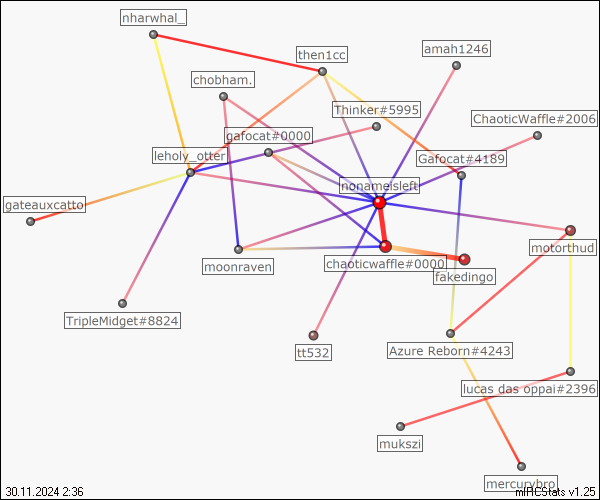 nharwhal_
then1cc
amah1246
chobham.
Thinker#5995
ChaoticWaffle#2006
gafocat#0000
leholy_otter
Gafocat#4189
nonameisleft
gateauxcatto
motorthud_
moonraven
chaoticwaffle#0000
fakedingo
TripleMidget#8824
tt532
Azure Reborn#4243
lucas das oppai#2396
mukszi
mercurybro
30.11.2024 2:36
mIRCStats v1.25